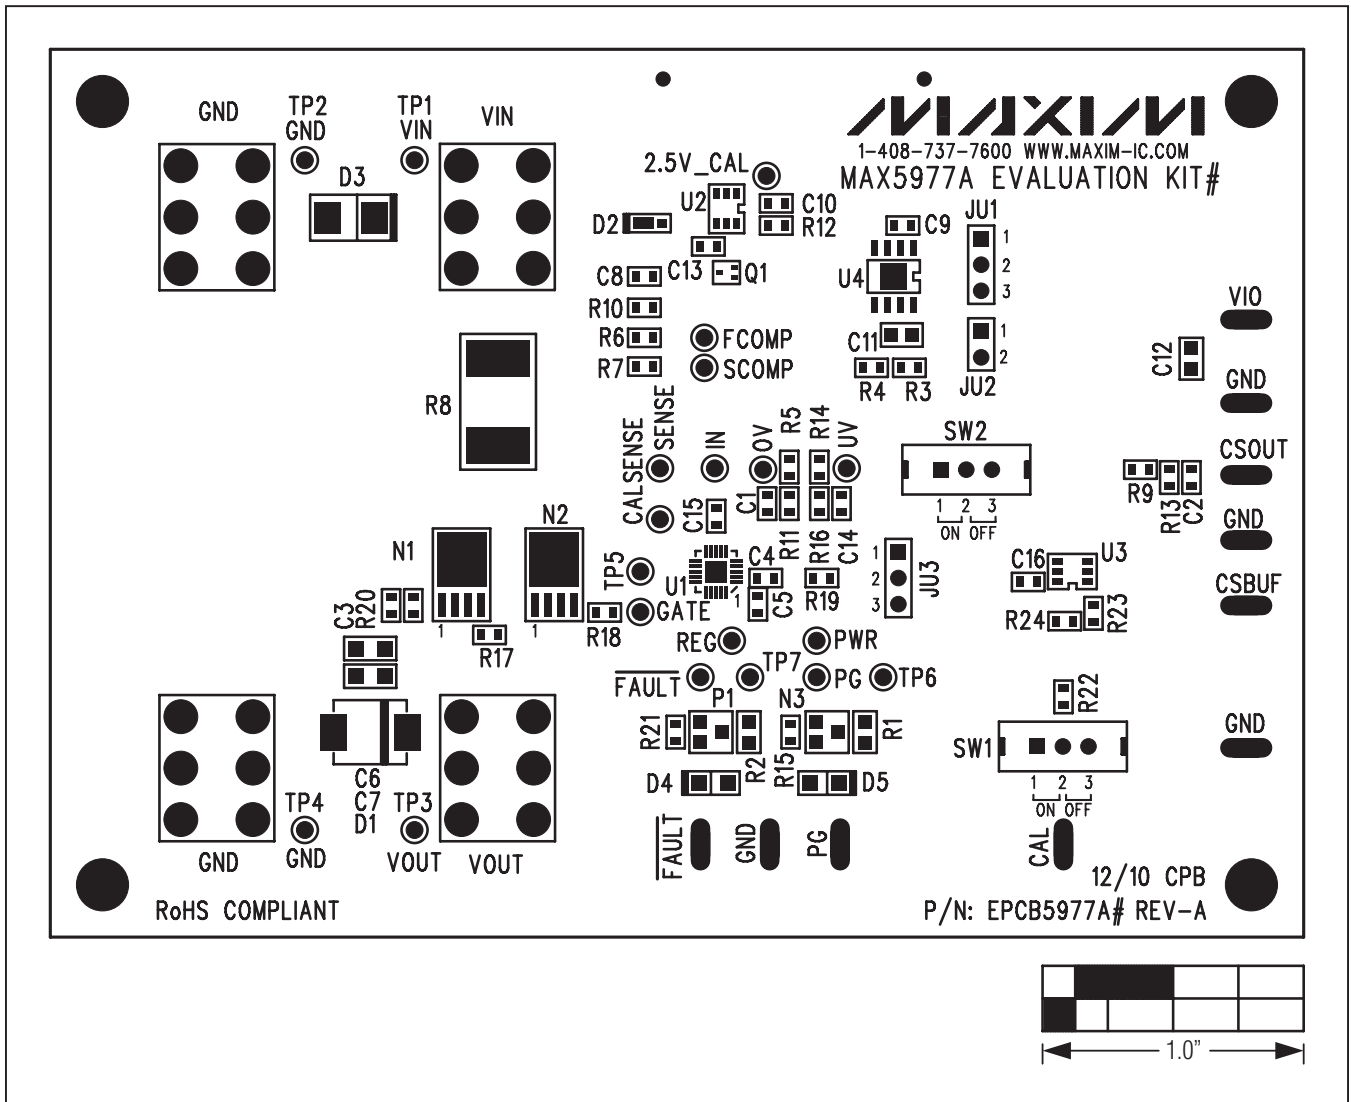 GND
TP2
GND
TP1
VIN
VIN
MAXIM
1-408-737-7600 WWW.MAXIM-IC.COM
MAX5977A EVALUATION KIT#
D3
2.5V_CAL
U2
C10
R12
D2
C13
Q1
C9
JU1
1
2
3
U4
C8
R10
R6
R7
FCOMP
SCOMP
C11
R4
R3
1
2
JU2
VIO
C12
GND
R8
CALSENSE
SENSE
IN
OV
R5
R14
UV
SW2
1 2 3
ON OFF
CSOUT
R9
R13
C2
GND
C15
C1
R11
R16
C14
N1
N2
1
1
TP5
U1
1
C4
C5
R19
1
2
3
JU3
C16
U3
CSBUF
R24
R23
C3
R20
R17
R18
GATE
REG
PWR
FAULT
TP7
PG
TP6
R22
R21
P1
R2
N3
R15
R1
SW1
1 2 3
ON OFF
GND
D4
D5
C6
C7
D1
TP4
GND
TP3
VOUT
GND
VOUT
FAULT
GND
PG
CAL
12/10 CPB
RoHS COMPLIANT
P/N: EPCB5977A# REV-A
1.0”